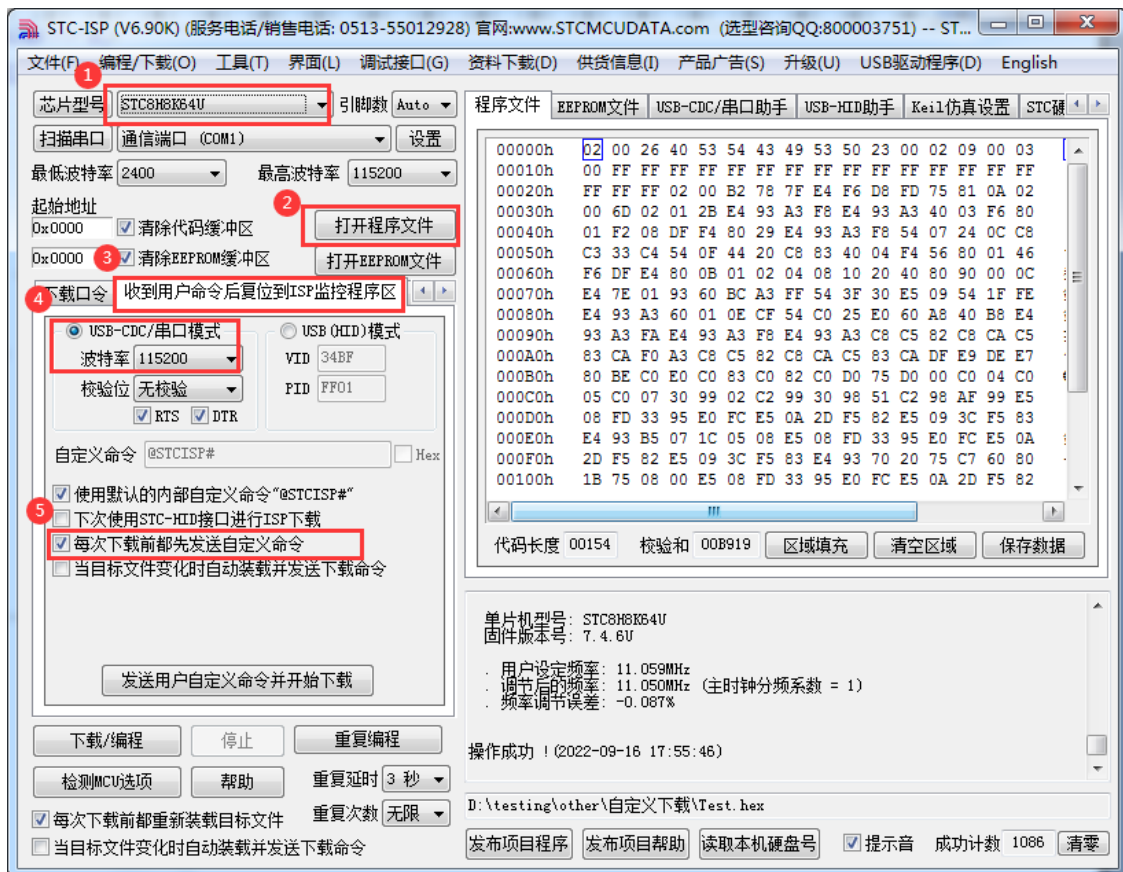 STC-ISP (V6.90K) (服务电话/销售电话: 0513-55012928) 官网:www.STCMCUDATA.com (选型咨询QQ:800003751) -- ST...
文件(F) 编程/下载(O) 工具(T) 界面(L) 调试接口(G) 资料下载(D) 供货信息(I) 产品广告(S) 升级(U) USB驱动程序(D) English
1
芯片型号 STC8H8K64U 引脚数 Auto
扫描串口 通信端口 (COM1) 设置
最低波特率 2400 最高波特率 115200
起始地址
2
0x0000 清除代码缓冲区 打开程序文件
0x0000 3 清除EEPROM缓冲区 打开EEPROM文件
4 下载口令 收到用户命令后复位到ISP监控程序区
USB-CDC/串口模式 USB(HID)模式
波特率 115200 VID 34BF
校验位 无校验 PID FF01
RTS DTR
自定义命令 @STCISP# Hex
使用默认的内部自定义命令"@STCISP#"
5
下次使用STC-HID接口进行ISP下载
每次下载前都先发送自定义命令
当目标文件变化时自动装载并发送下载命令
发送用户自定义命令并开始下载
下载/编程 停止 重复编程
检测MCU选项 帮助 重复延时 3 秒
每次下载前都重新装载目标文件 重复次数 无限
当目标文件变化时自动装载并发送下载命令
程序文件 EEPROM文件 USB-CDC/串口助手 USB-HID助手 Keil仿真设置 STC硬
00000h 02 00 26 40 53 54 43 49 53 50 23 00 02 09 00 03
00010h 00 FF FF FF FF FF FF FF FF FF FF FF FF FF FF FF
00020h FF FF FF 02 00 B2 78 7F E4 F6 D8 FD 75 81 0A 02
00030h 00 6D 02 01 2B E4 93 A3 F8 E4 93 A3 40 03 F6 80
00040h 01 F2 08 DF F4 80 29 E4 93 A3 F8 54 07 24 0C C8
00050h C3 33 C4 54 0F 44 20 C8 83 40 04 F4 56 80 01 46
00060h F6 DF E4 80 0B 01 02 04 08 10 20 40 80 90 00 0C
00070h E4 7E 01 93 60 BC A3 FF 54 3F 30 E5 09 54 1F FE
00080h E4 93 A3 60 01 0E CF 54 C0 25 E0 60 A8 40 B8 E4
00090h 93 A3 FA E4 93 A3 F8 E4 93 A3 C8 C5 82 C8 CA C5
000A0h 83 CA F0 A3 C8 C5 82 C8 CA C5 83 CA DF E9 DE E7
000B0h 80 BE C0 E0 C0 83 C0 82 C0 D0 75 D0 00 C0 04 C0
000C0h 05 C0 07 30 99 02 C2 99 30 98 51 C2 98 AF 99 E5
000D0h 08 FD 33 95 E0 FC E5 0A 2D F5 82 E5 09 3C F5 83
000E0h E4 93 B5 07 1C 05 08 E5 08 FD 33 95 E0 FC E5 0A
000F0h 2D F5 82 E5 09 3C F5 83 E4 93 70 20 75 C7 60 80
00100h 1B 75 08 00 E5 08 FD 33 95 E0 FC E5 0A 2D F5 82
代码长度 00154 校验和 00B919 区域填充 清空区域 保存数据
单片机型号: STC8H8K64U
固件版本号: 7.4.6U
. 用户设定频率: 11.059MHz
. 调节后的频率: 11.050MHz (主时钟分频系数 = 1)
. 频率调节误差: -0.087%
操作成功 !(2022-09-16 17:55:46)
D:\testing\other\自定义下载\Test.hex
发布项目程序 发布项目帮助 读取本机硬盘号 提示音 成功计数 1086 清零